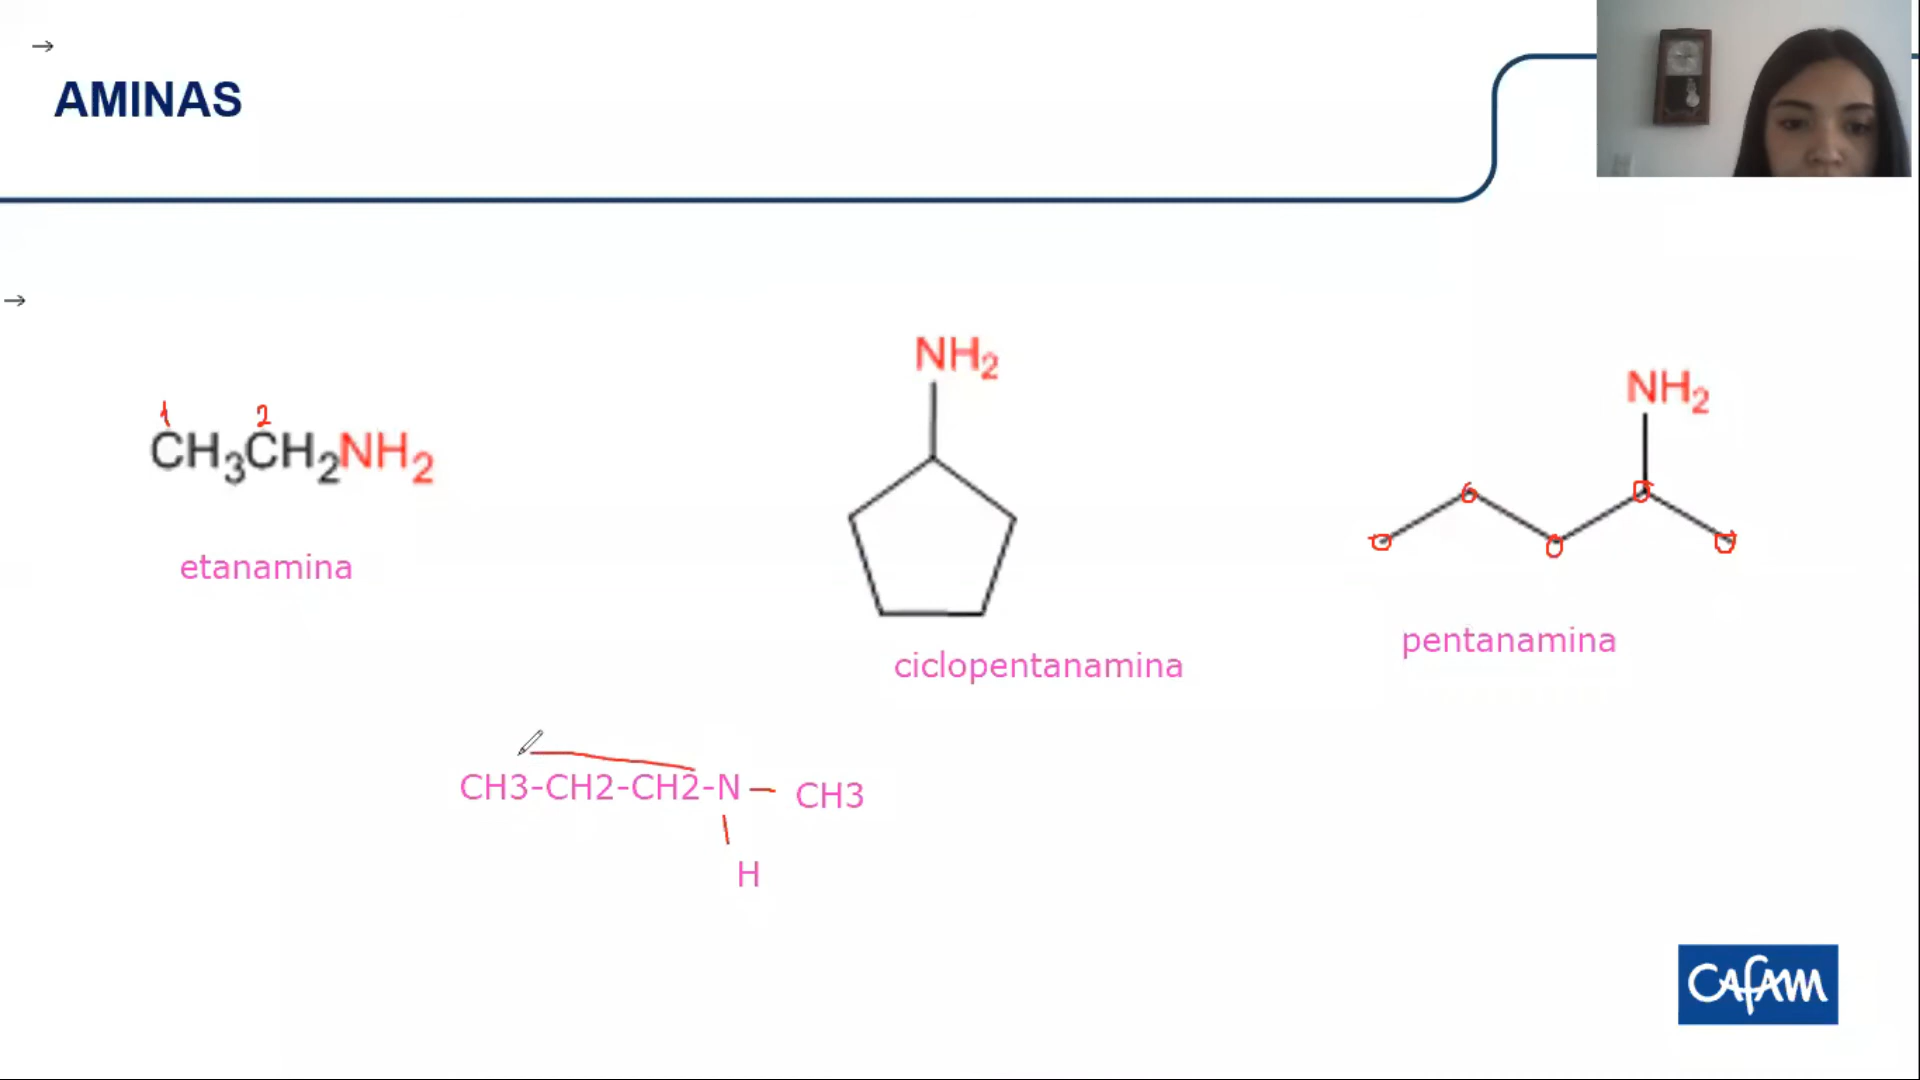 AMINAS
NH2
NH2
1 2
CH3CH2NH2
etanamina
pentanamina
ciclopentanamina
CH3-CH2-CH2-N — CH3
H
CAFAM